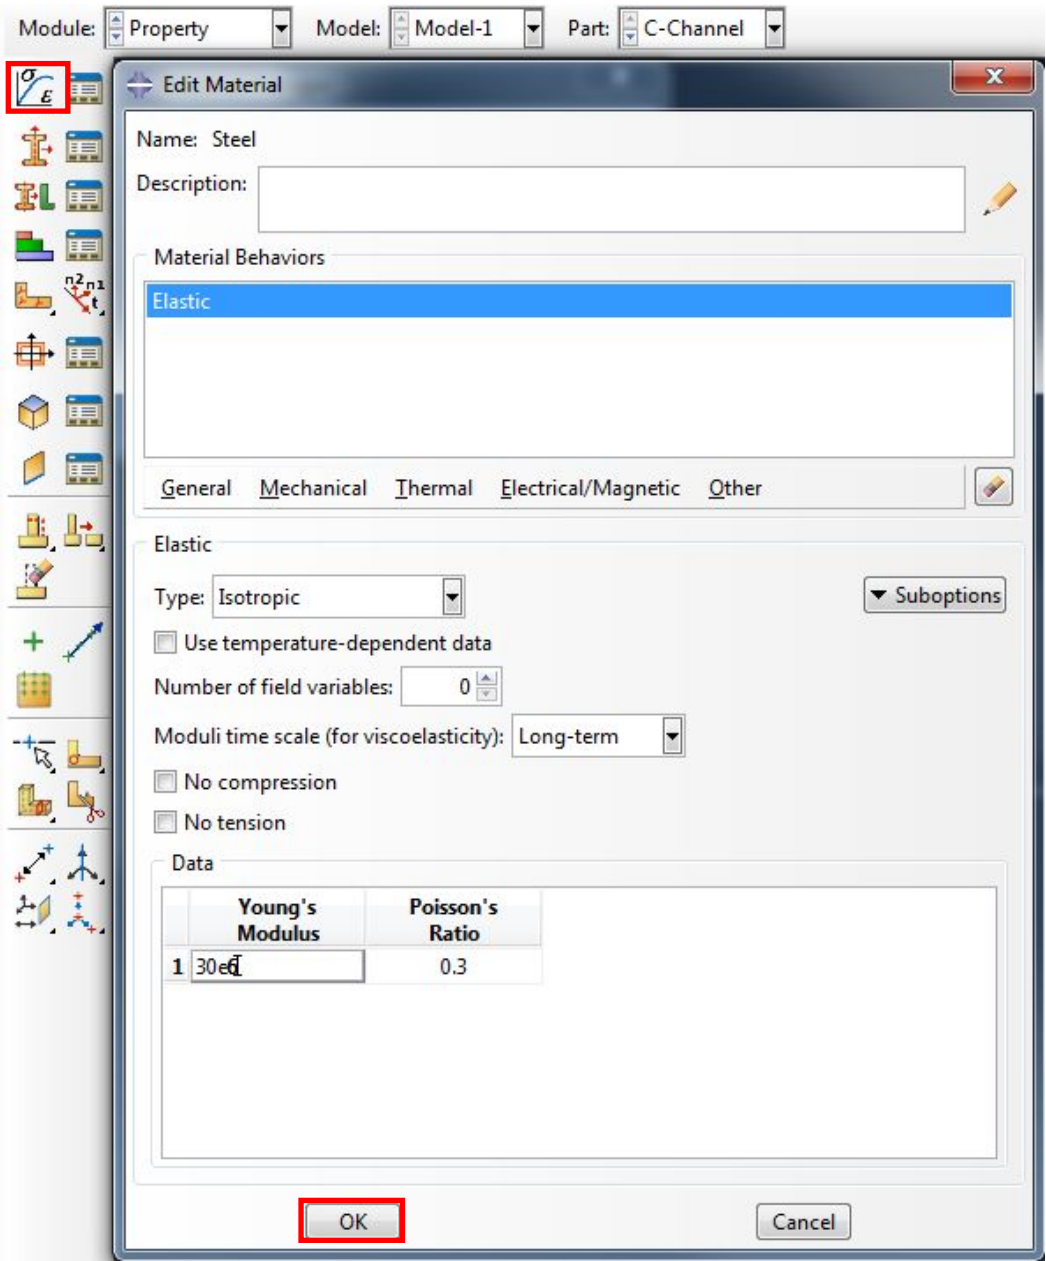 Module: Property Model: Model-1 Part: C-Channel
σ
ε
Edit Material
X
Name: Steel
Description:
Material Behaviors
Elastic
n2 n1
t
General Mechanical Thermal Electrical/Magnetic Other
Elastic
Type: Isotropic
Suboptions
Use temperature-dependent data
Number of field variables: 0
Moduli time scale (for viscoelasticity): Long-term
No compression
No tension
Data
Young's Poisson's
Modulus Ratio
1 30e6 0.3
OK Cancel